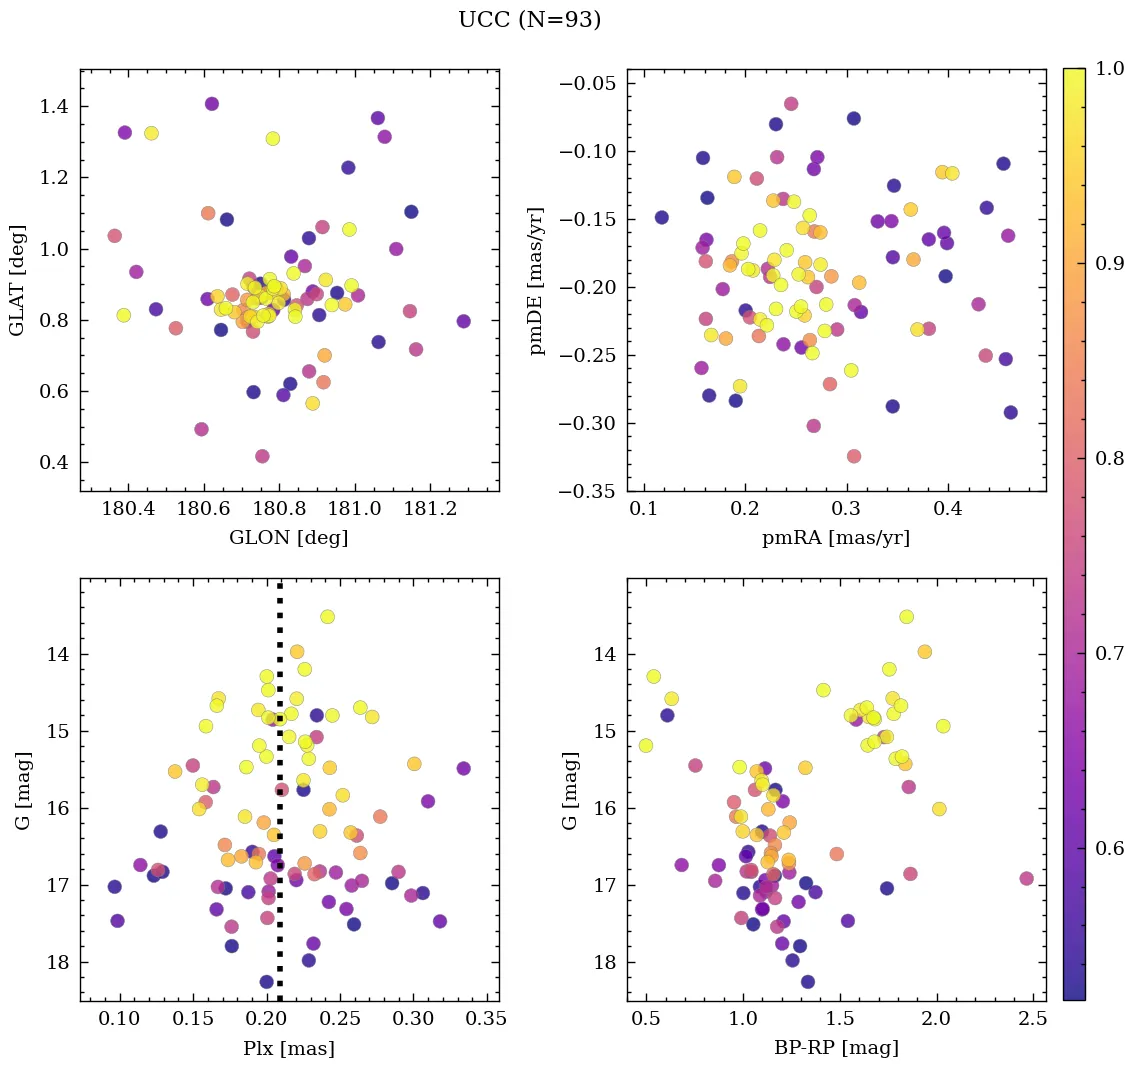 UCC (N=93)
1.4
1.2
1.0
0.8
0.6
0.4
GLAT [deg]
180.4 180.6 180.8 181.0 181.2
GLON [deg]
−0.05
−0.10
−0.15
−0.20
−0.25
−0.30
−0.35
pmDE [mas/yr]
0.1 0.2 0.3 0.4
pmRA [mas/yr]
14
15
16
17
18
G [mag]
0.10 0.15 0.20 0.25 0.30 0.35
Plx [mas]
14
15
16
17
18
G [mag]
0.5 1.0 1.5 2.0 2.5
BP-RP [mag]
1.0
0.9
0.8
0.7
0.6